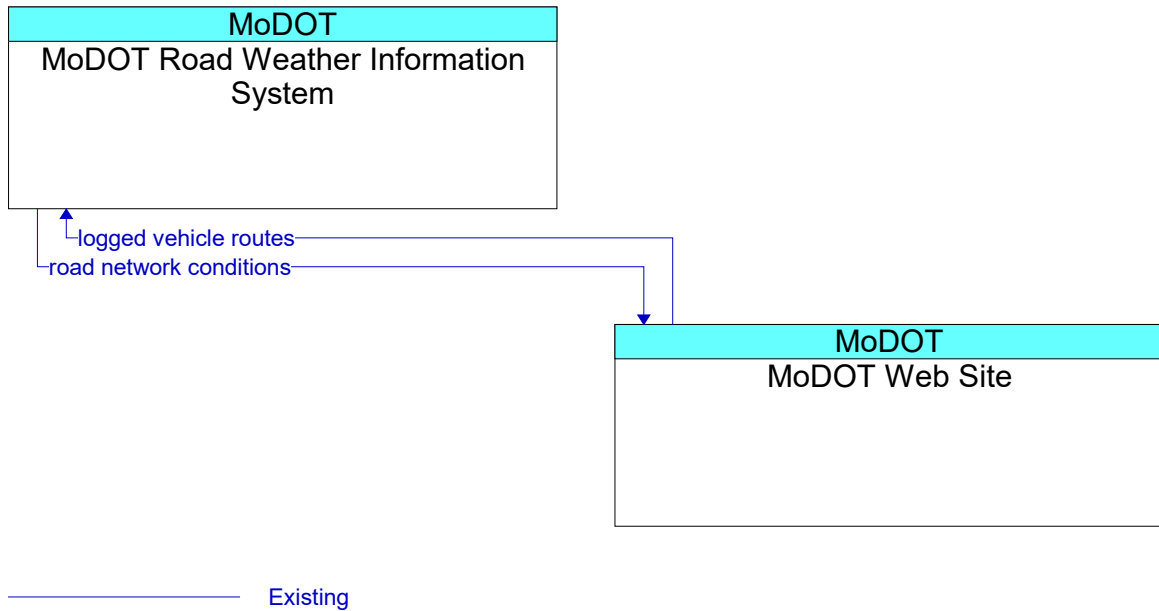 MoDOT
MoDOT Road Weather Information
System
logged vehicle routes
road network conditions
MoDOT
MoDOT Web Site
Existing